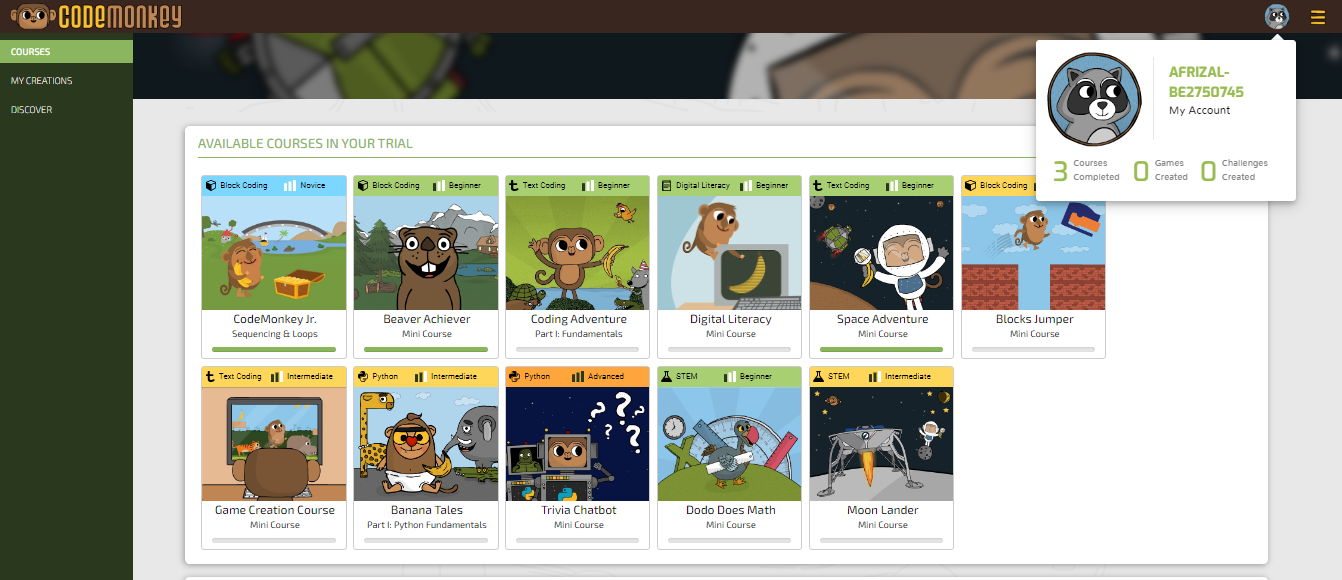 CODEMONKEY
COURSES
MY CREATIONS
DISCOVER
AFRIZAL-
BE2750745
My Account
3 Courses Completed
0 Games Created
0 Challenges Created
AVAILABLE COURSES IN YOUR TRIAL
Block Coding Novice
CodeMonkey Jr.
Sequencing & Loops
Block Coding Beginner
Beaver Achiever
Mini Course
Text Coding Beginner
Coding Adventure
Part I: Fundamentals
Digital Literacy Beginner
Digital Literacy
Mini Course
Text Coding Beginner
Space Adventure
Mini Course
Block Coding
Blocks Jumper
Mini Course
Text Coding Intermediate
Game Creation Course
Mini Course
Python Intermediate
Banana Tales
Part I: Python Fundamentals
Python Advanced
? ? ? ? ?
Trivia Chatbot
Mini Course
STEM Beginner
Dodo Does Math
Mini Course
STEM Intermediate
Moon Lander
Mini Course